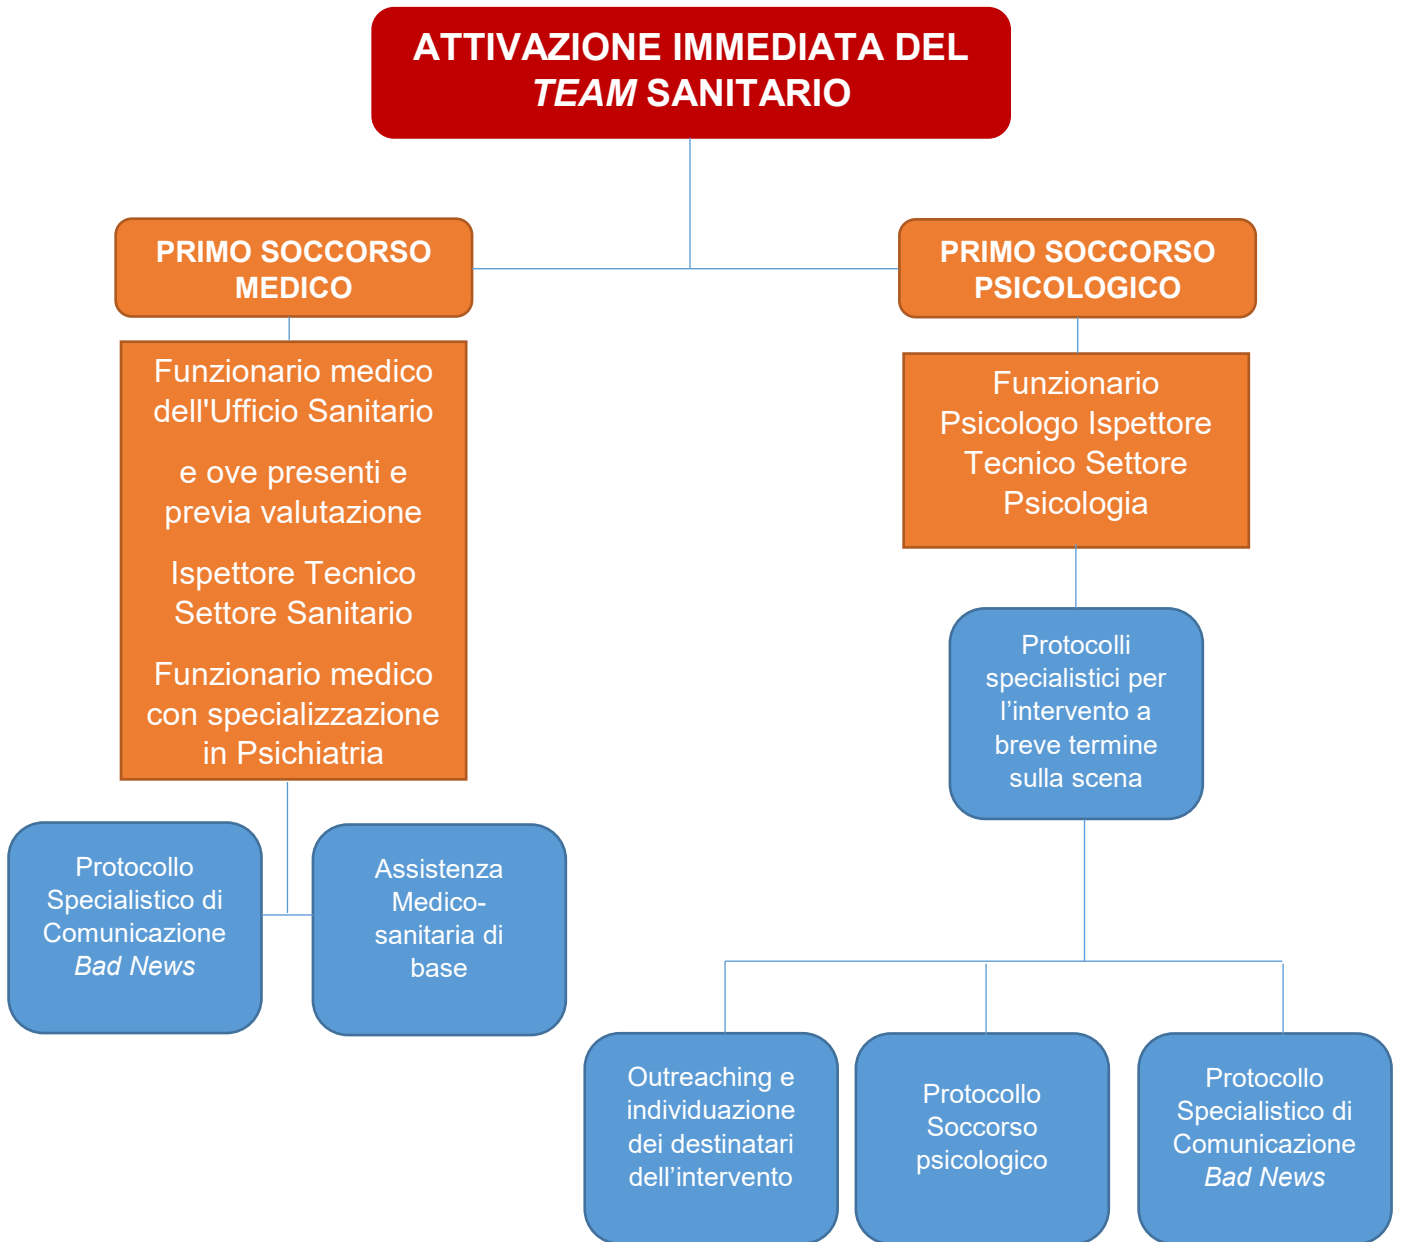 ATTIVAZIONE IMMEDIATA DEL
TEAM SANITARIO
PRIMO SOCCORSO
MEDICO
PRIMO SOCCORSO
PSICOLOGICO
Funzionario medico
dell'Ufficio Sanitario
e ove presenti e
previa valutazione
Ispettore Tecnico
Settore Sanitario
Funzionario medico
con specializzazione
in Psichiatria
Funzionario
Psicologo Ispettore
Tecnico Settore
Psicologia
Protocolli
specialistici per
l’intervento a
breve termine
sulla scena
Protocollo
Specialistico di
Comunicazione
Bad News
Assistenza
Medico-
sanitaria di
base
Outreaching e
individuazione
dei destinatari
dell’intervento
Protocollo
Soccorso
psicologico
Protocollo
Specialistico di
Comunicazione
Bad News